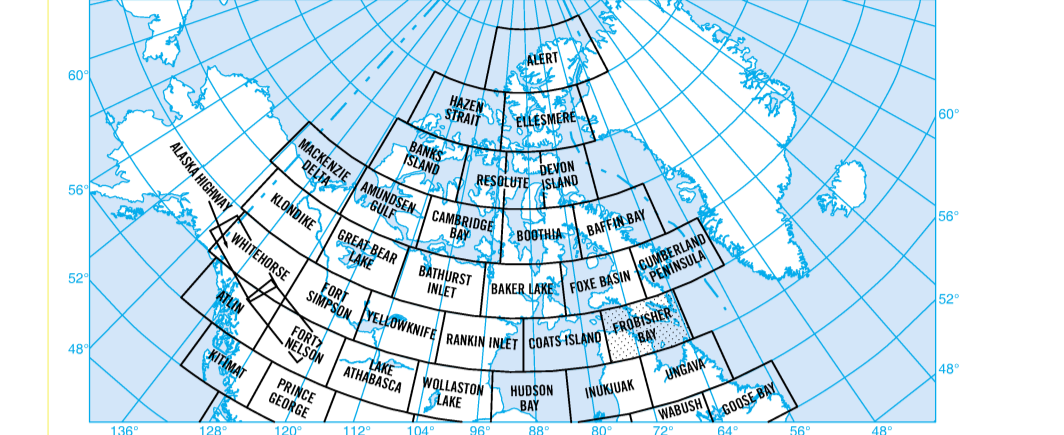 ALERT
60°
HAZEN
STRAIT
ELLESMERE
60°
ALASKA HIGHWAY
MACKENZIE
DELTA
BANKS
ISLAND
RESOLUTE
DEVON
ISLAND
56°
AMUNDSEN
GULF
CAMBRIDGE
BAY
BOOTHIA
BAFFIN BAY
56°
KLONDIKE
GREAT BEAR
LAKE
BATHURST
INLET
BAKER LAKE
FOXE BASIN
CUMBERLAND
PENINSULA
52°
WHITEHORSE
FORT
SIMPSON
YELLOWKNIFE
RANKIN INLET
COATS ISLAND
FROBISHER
BAY
52°
ATLIN
FORT
NELSON
LAKE
ATHABASCA
WOLLASTON
LAKE
HUDSON
BAY
INUKJUAK
UNGAVA
48°
KITIMAT
PRINCE
GEORGE
WABUSH
GOOSE BAY
48°
136°
128°
120°
112°
104°
96°
88°
80°
72°
64°
56°
48°